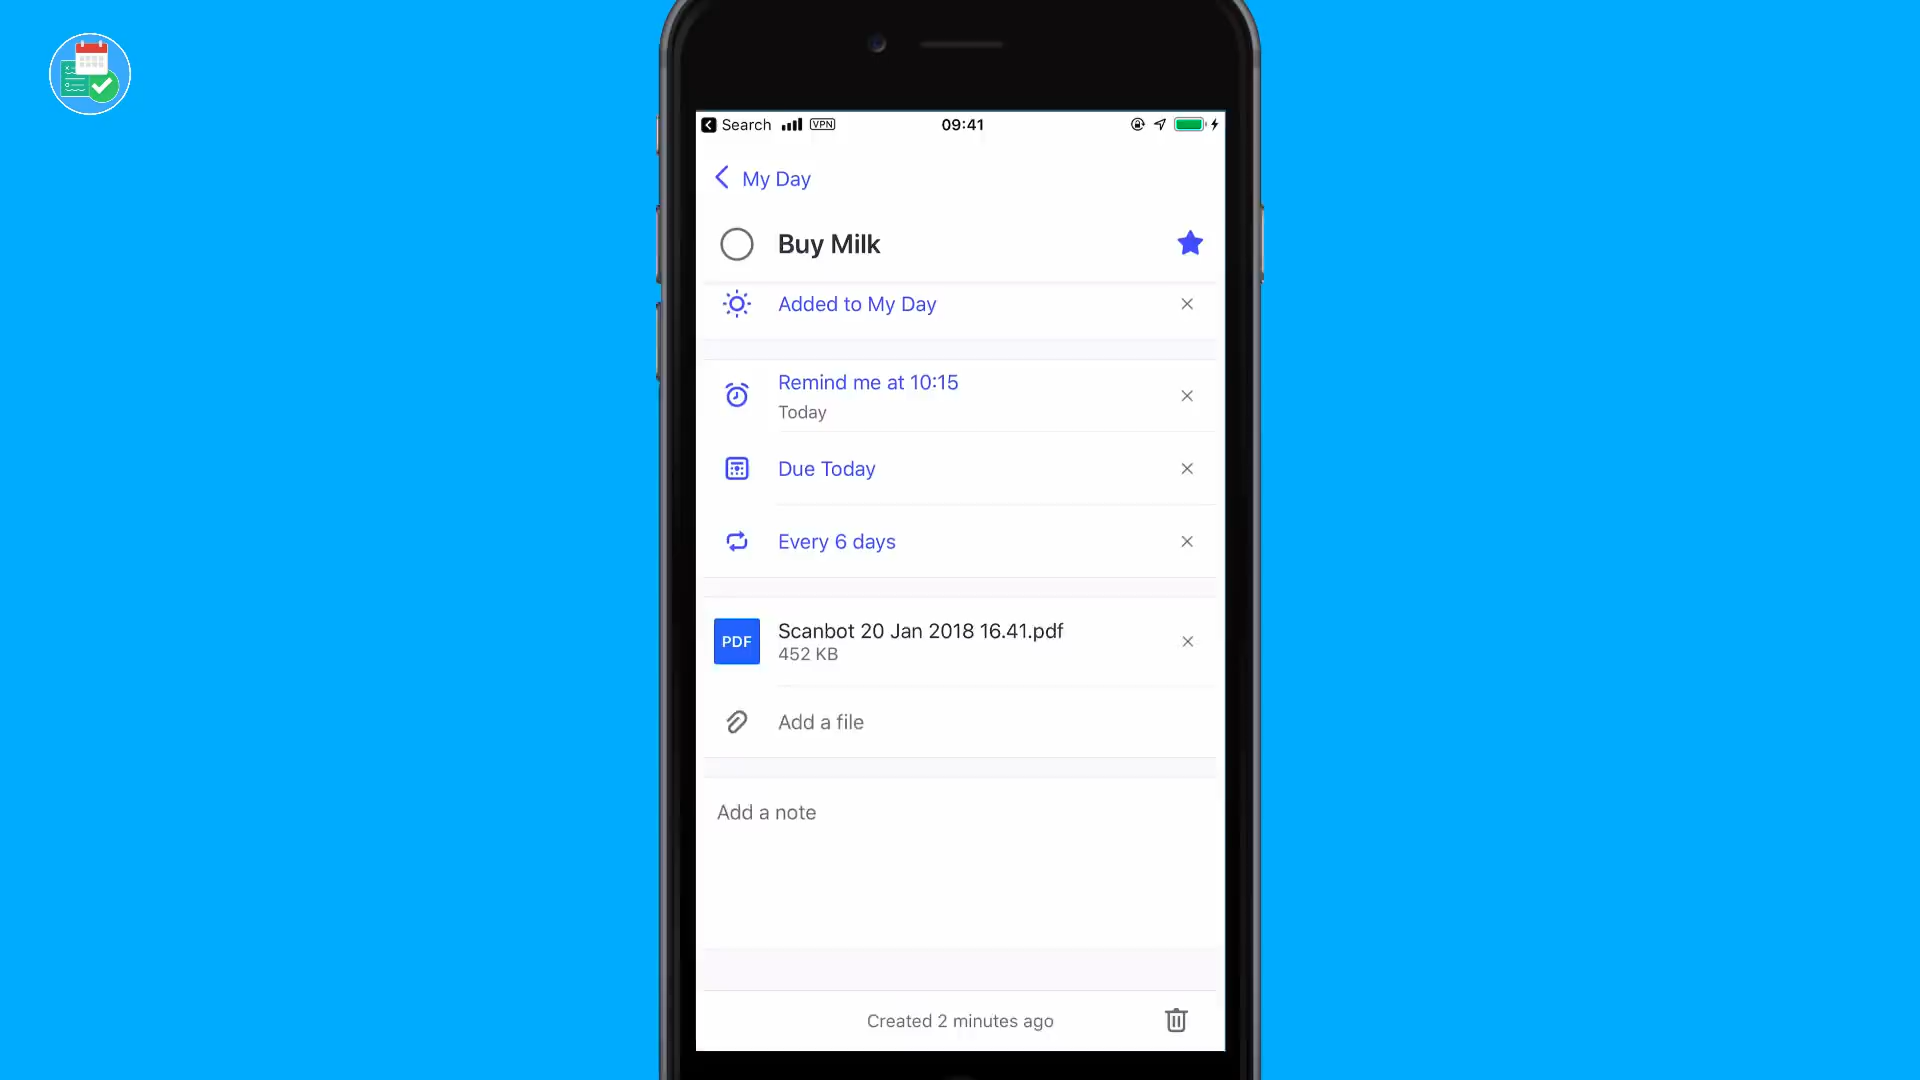 Search VPN 09:41
My Day
Buy Milk
Added to My Day
Remind me at 10:15
Today
Due Today
Every 6 days
PDF Scanbot 20 Jan 2018 16.41.pdf
452 KB
Add a file
Add a note
Created 2 minutes ago